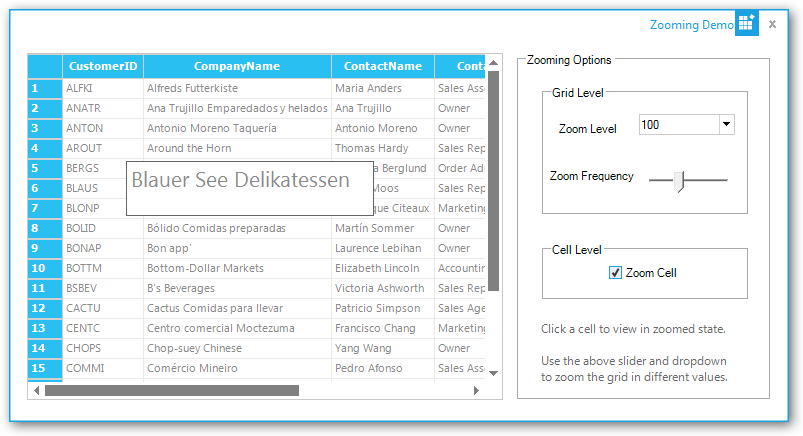 Zooming Demo
CustomerID CompanyName ContactName Conta
1 ALFKI Alfreds Futterkiste Maria Anders Sales Asso
2 ANATR Ana Trujillo Emparedados y helados Ana Trujillo Owner
3 ANTON Antonio Moreno Taquería Antonio Moreno Owner
4 AROUT Around the Horn Thomas Hardy Sales Rep
5 BERGS Berglund Order Ad
6 BLAUS Blauer See Delikatessen Moos Sales Rep
7 BLONP que Citeaux Marketing
8 BOLID Bólido Comidas preparadas Martín Sommer Owner
9 BONAP Bon app' Laurence Lebihan Owner
10 BOTTM Bottom-Dollar Markets Elizabeth Lincoln Accountin
11 BSBEV B's Beverages Victoria Ashworth Sales Rep
12 CACTU Cactus Comidas para llevar Patricio Simpson Sales Age
13 CENTC Centro comercial Moctezuma Francisco Chang Marketing
14 CHOPS Chop-suey Chinese Yang Wang Owner
15 COMMI Comércio Mineiro Pedro Afonso Sales Asso
Zooming Options
Grid Level
Zoom Level 100
Zoom Frequency
Cell Level
Zoom Cell
Click a cell to view in zoomed state.
Use the above slider and dropdown
to zoom the grid in different values.